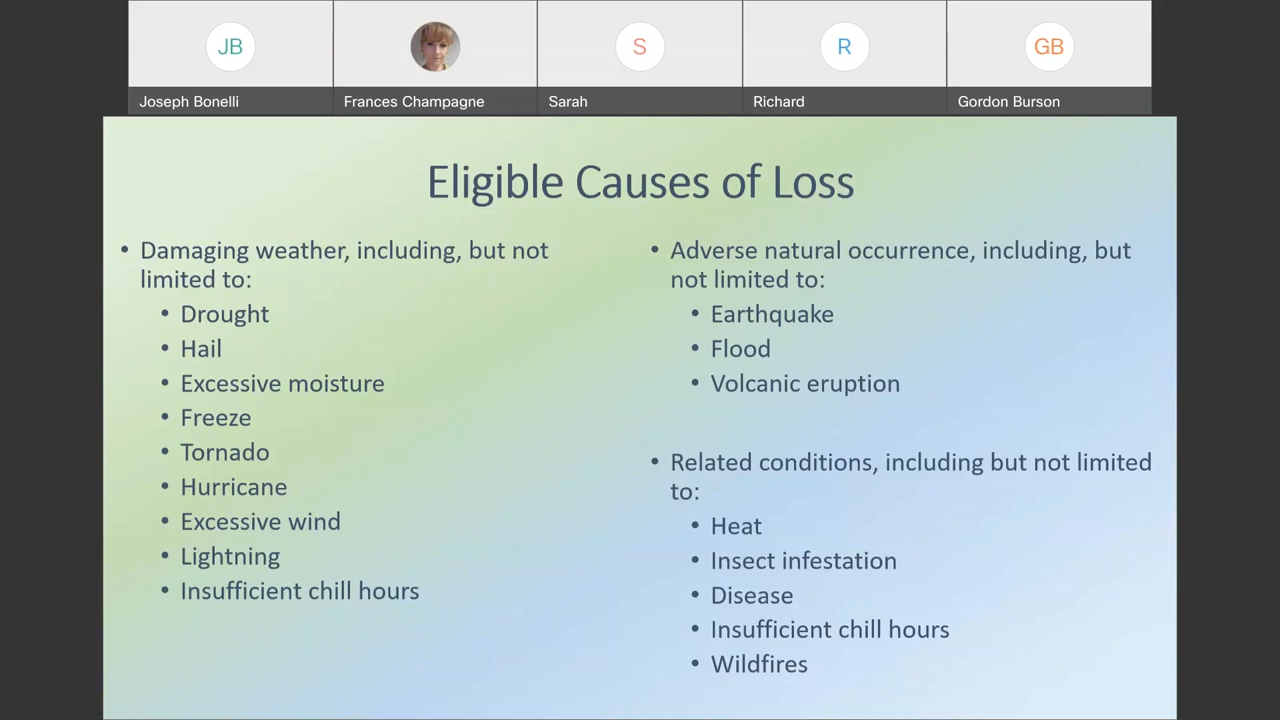 JB
S
R
GB
Joseph Bonelli
Frances Champagne
Sarah
Richard
Gordon Burson
Eligible Causes of Loss
• Damaging weather, including, but not
limited to:
• Drought
• Hail
• Excessive moisture
• Freeze
• Tornado
• Hurricane
• Excessive wind
• Lightning
• Insufficient chill hours
• Adverse natural occurrence, including, but
not limited to:
• Earthquake
• Flood
• Volcanic eruption
• Related conditions, including but not limited
to:
• Heat
• Insect infestation
• Disease
• Insufficient chill hours
• Wildfires